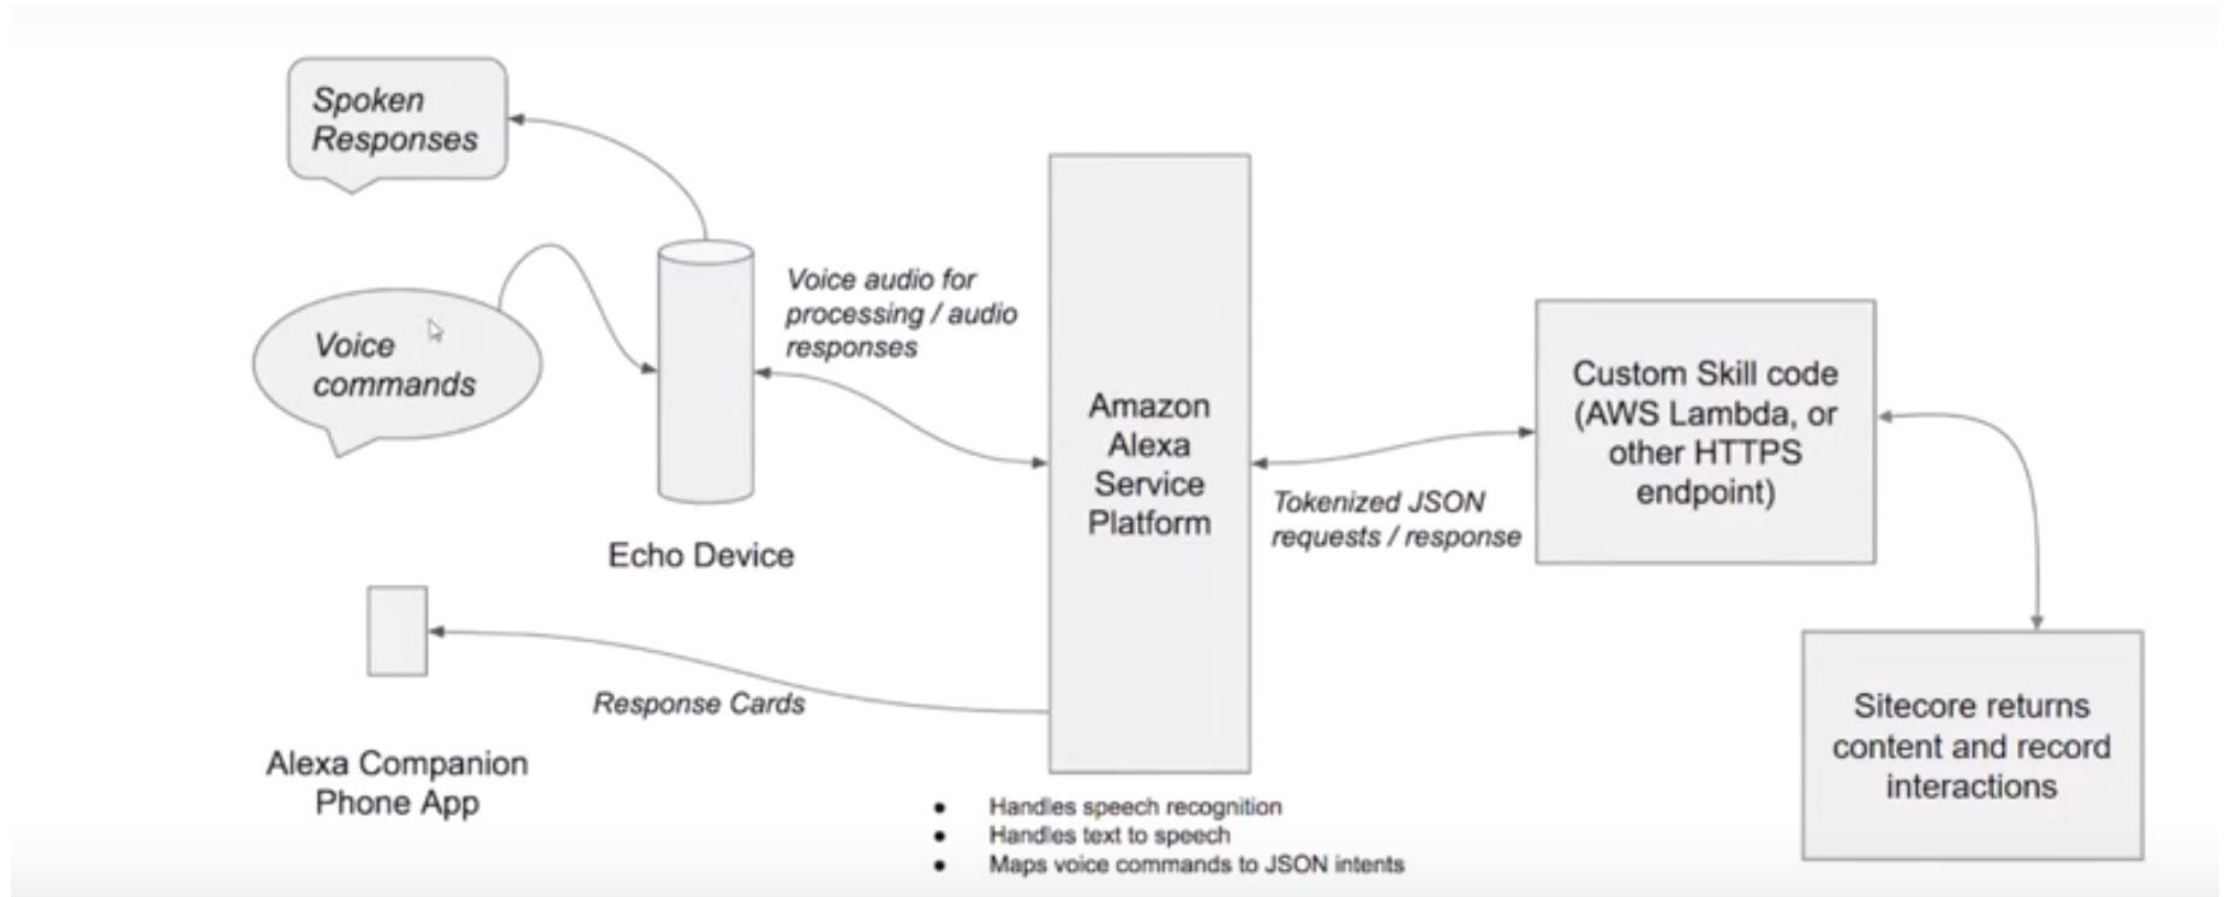 Spoken
Responses
Voice
commands
Voice audio for
processing / audio
responses
Echo Device
Amazon
Alexa
Service
Platform
Tokenized JSON
requests / response
Custom Skill code
(AWS Lambda, or
other HTTPS
endpoint)
Sitecore returns
content and record
interactions
Response Cards
Alexa Companion
Phone App
● Handles speech recognition
● Handles text to speech
● Maps voice commands to JSON intents